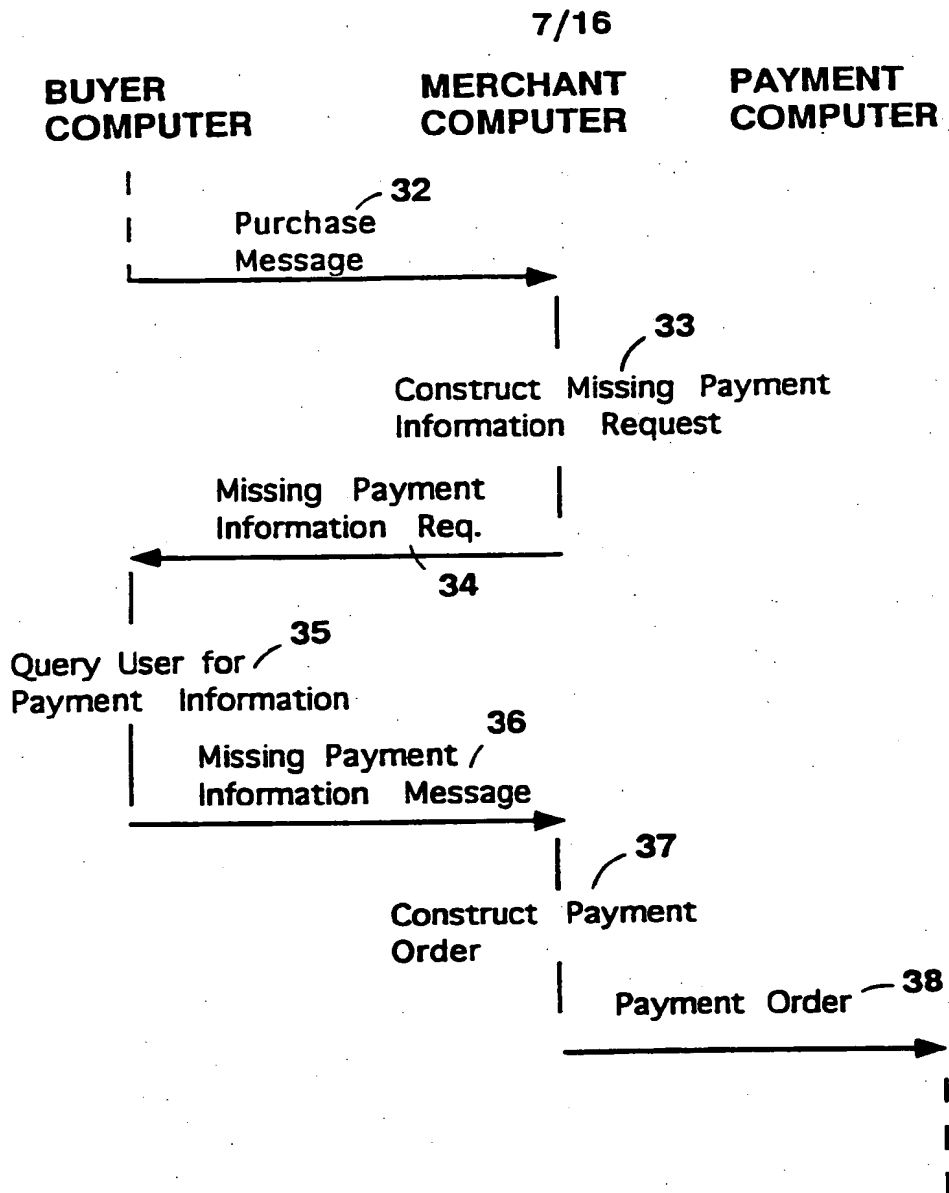 7/16
BUYER
COMPUTER
MERCHANT
COMPUTER
PAYMENT
COMPUTER
32
Purchase
Message
33
Construct Missing Payment
Information Request
Missing Payment
Information Req.
34
35
Query User for
Payment Information
36
Missing Payment
Information Message
37
Construct Payment
Order
38
Payment Order